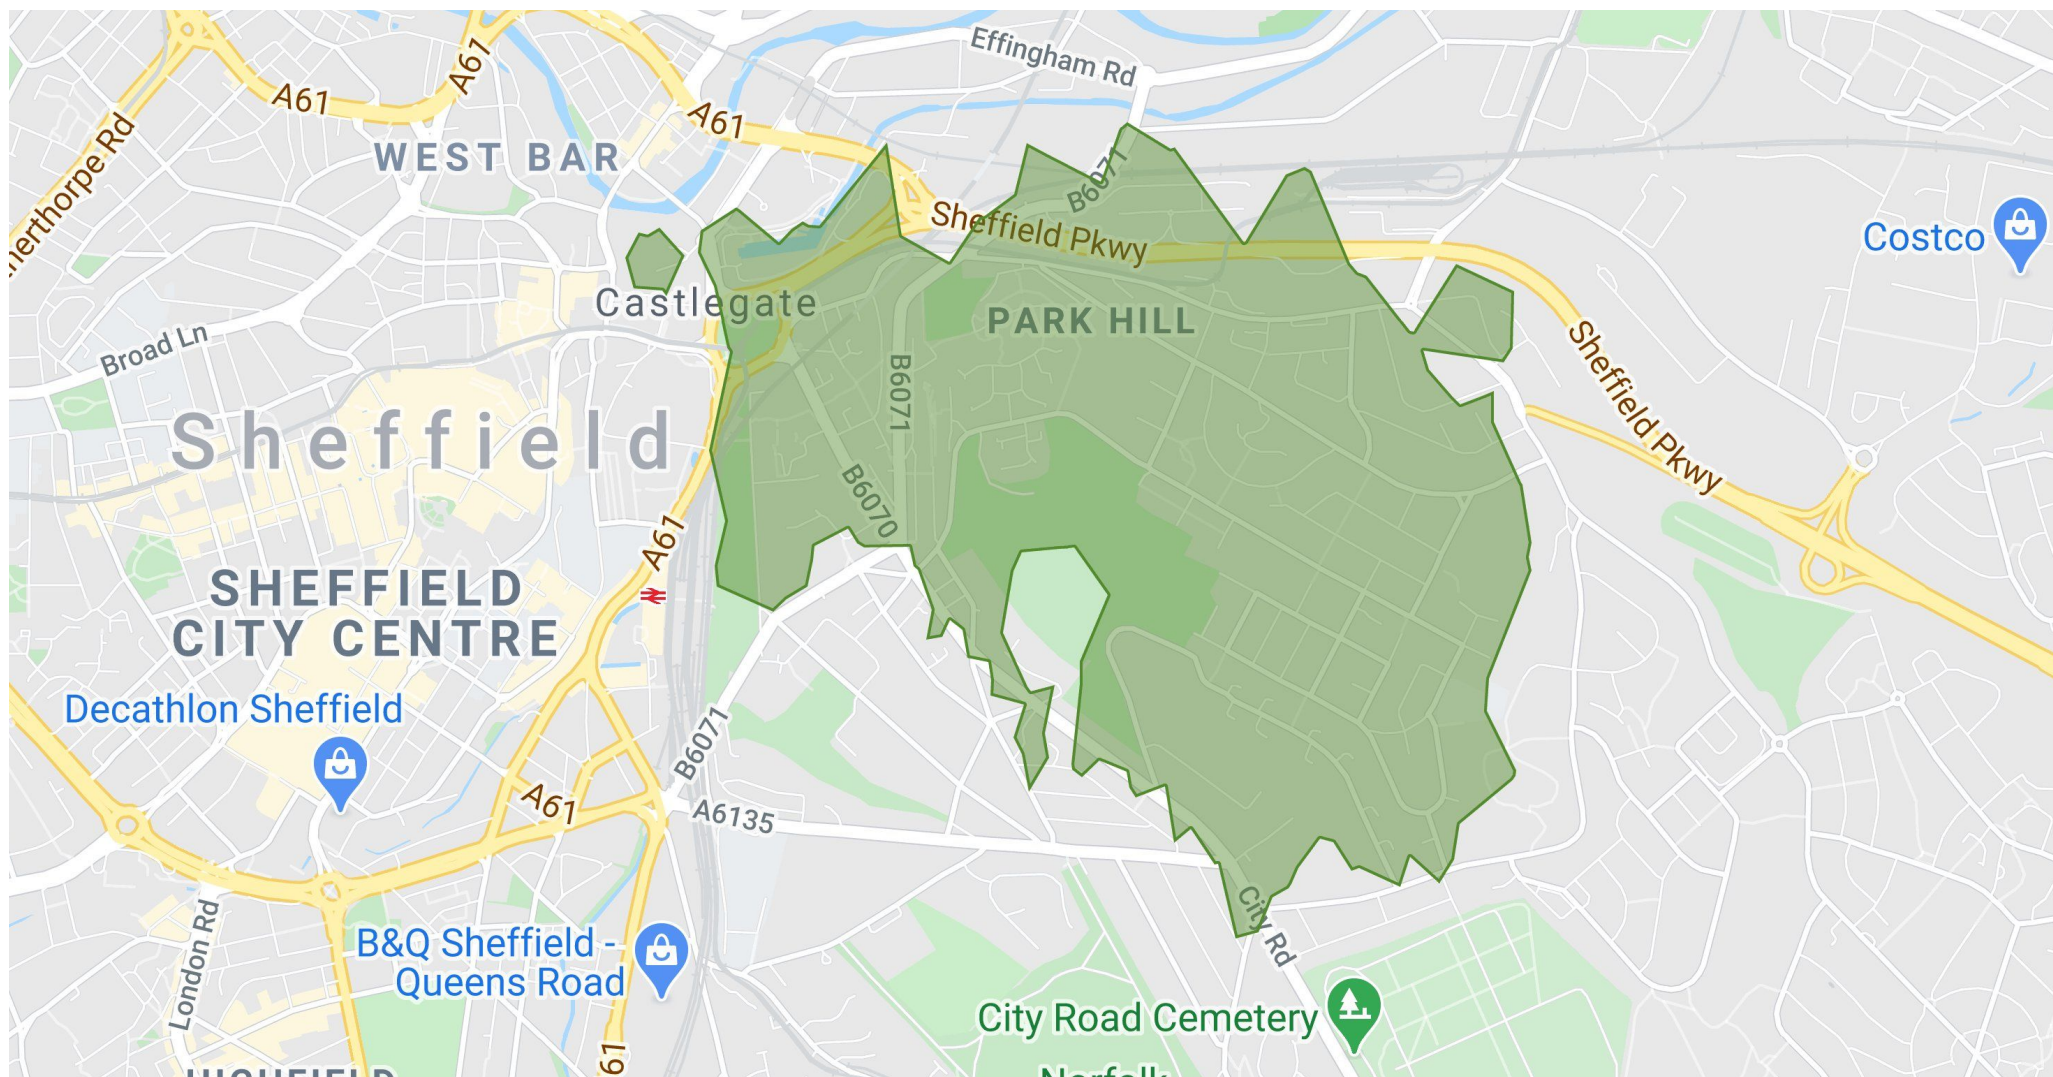 Effingham Rd
A61
A61
A61
WEST BAR
B6071
Sheffield Pkwy
Costco
Castlegate
PARK HILL
Broad Ln
Sheffield Pkwy
B6071
Sheffield
B6070
A61
SHEFFIELD
CITY CENTRE
Decathlon Sheffield
B6071
A61
A6135
London Rd
City Rd
B&Q Sheffield -
Queens Road
City Road Cemetery